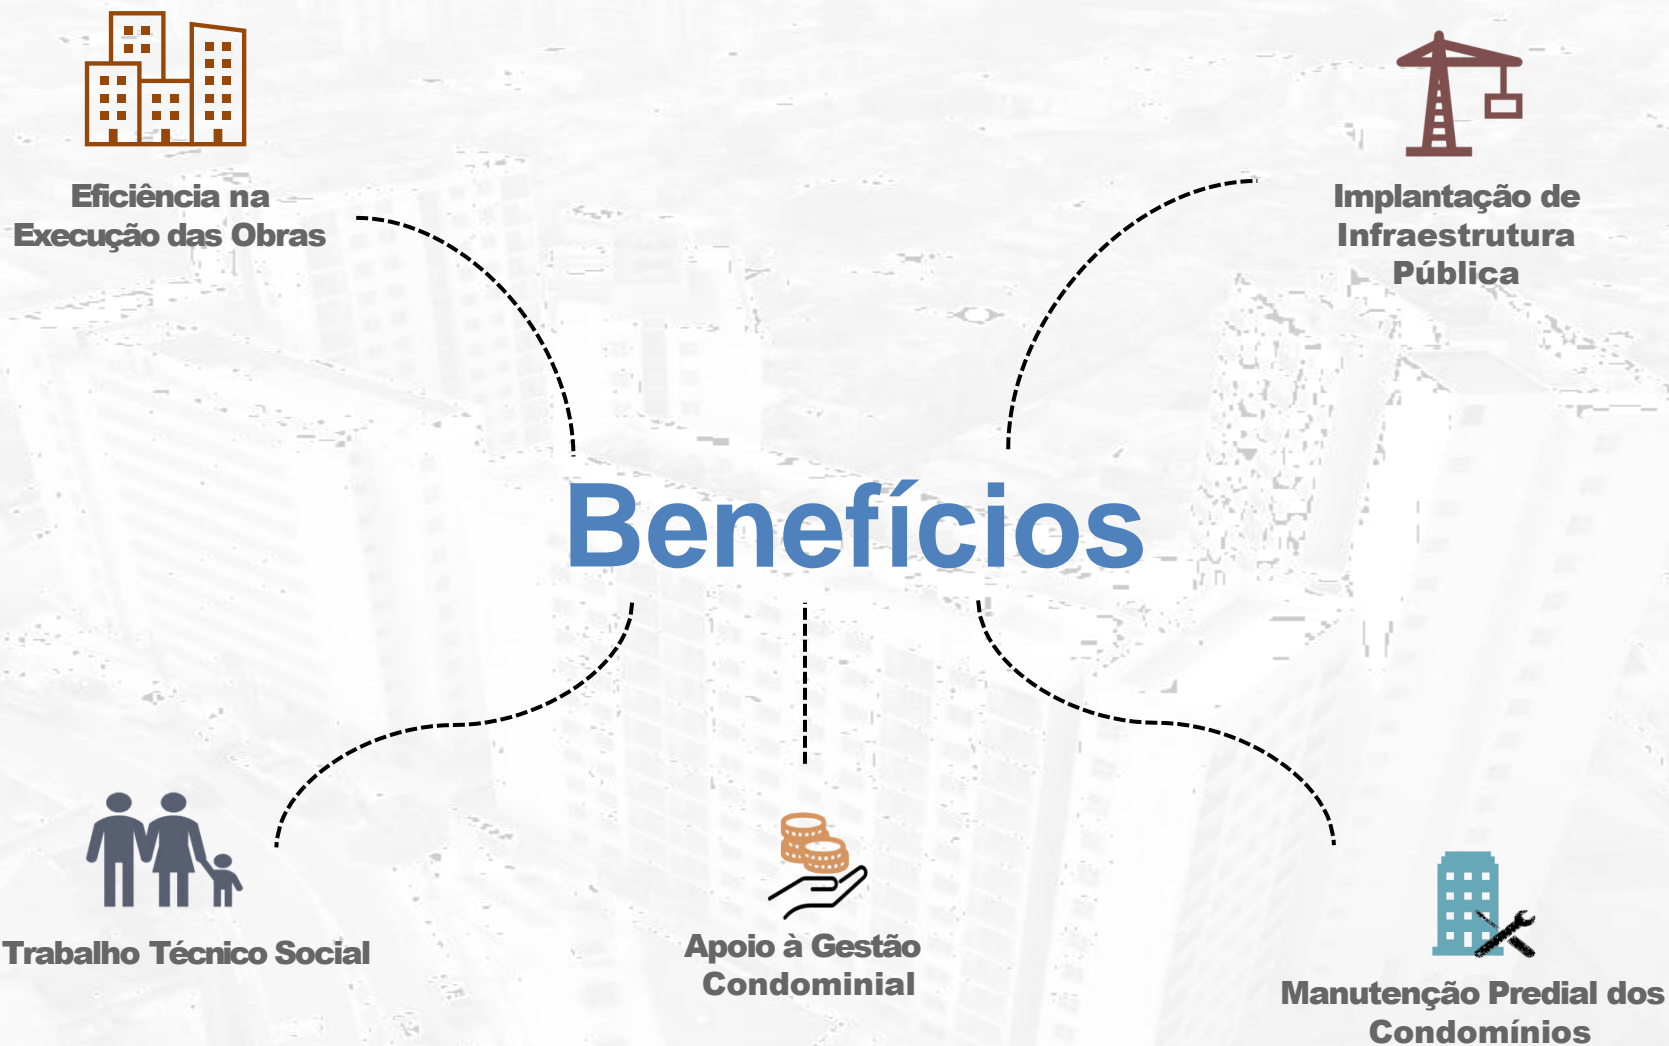 Eficiência na
Execução das Obras
Implantação de
Infraestrutura
Pública
Benefícios
Trabalho Técnico Social
Apoio à Gestão
Condominial
Manutenção Predial dos
Condomínios